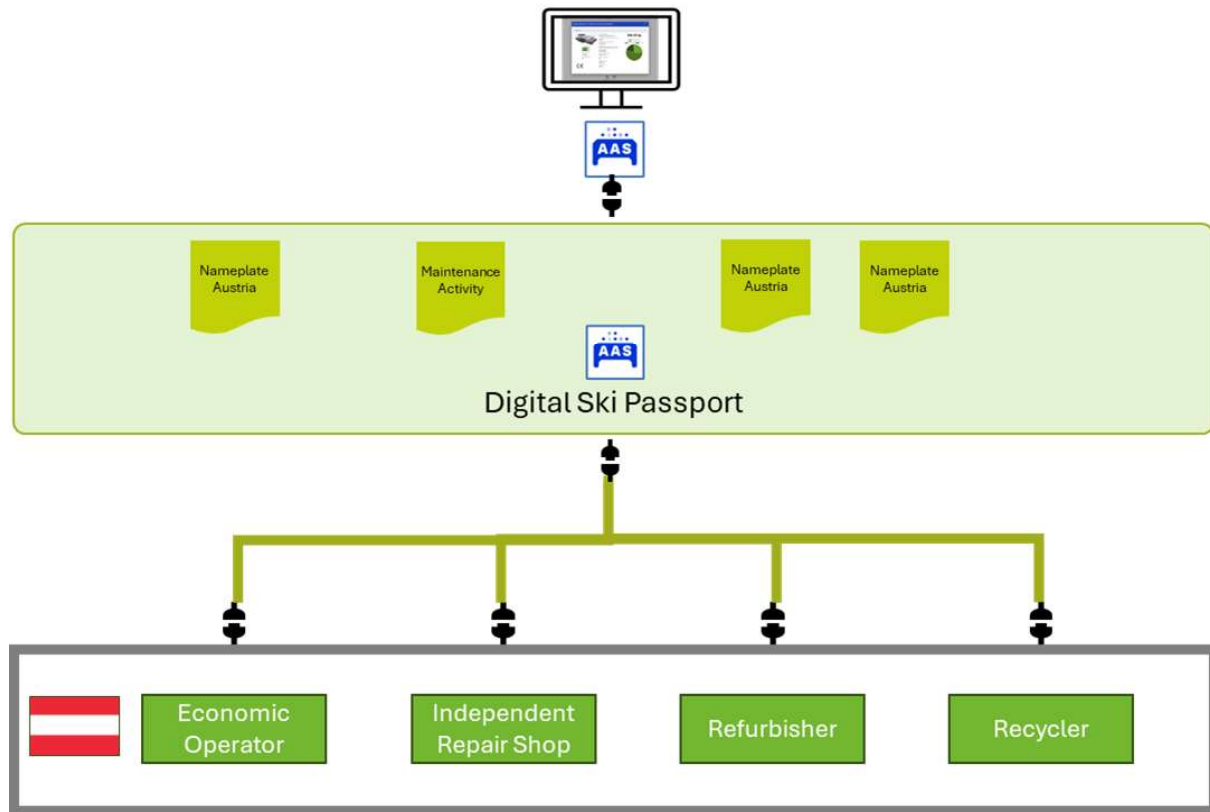 AAS
Nameplate
Austria
Maintenance
Activity
Nameplate
Austria
Nameplate
Austria
AAS
Digital Ski Passport
Economic
Operator
Independent
Repair Shop
Refurbisher
Recycler